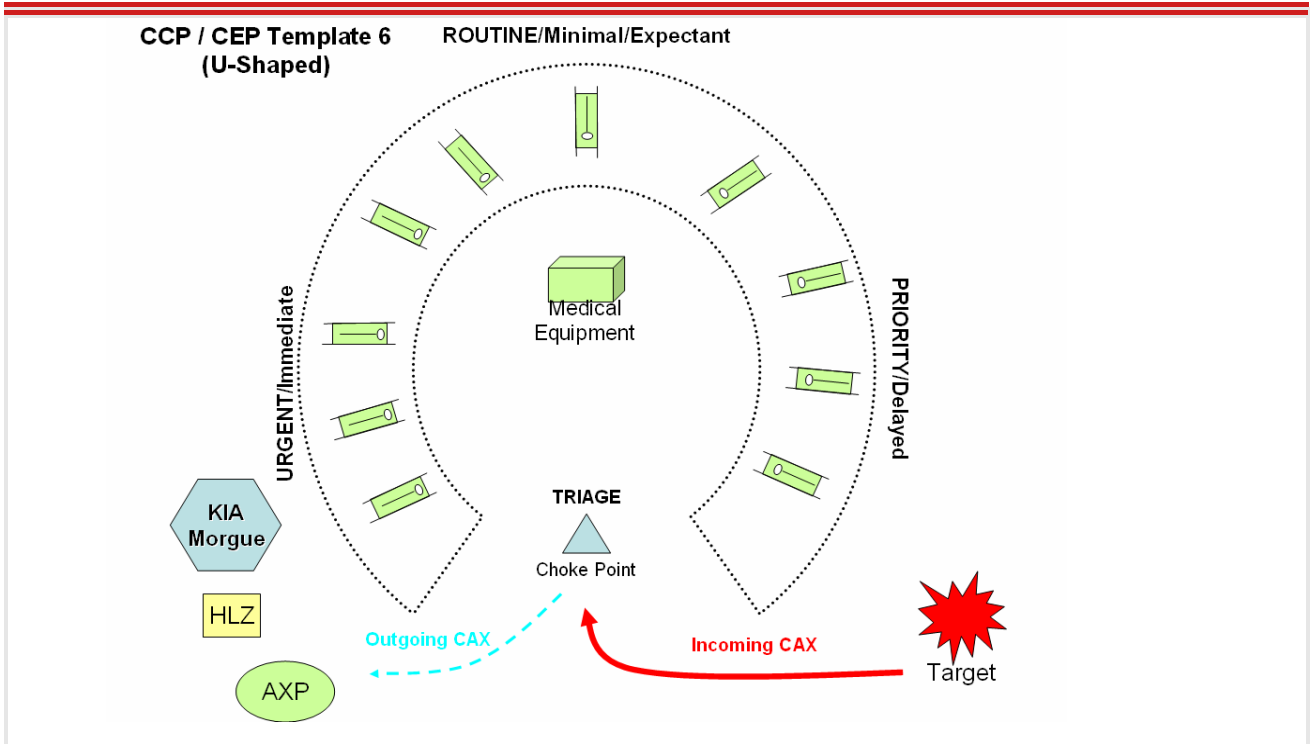 CCP / CEP Template 6
(U-Shaped)
ROUTINE/Minimal/Expectant
Medical
Equipment
URGENT/Immediate
PRIORITY/Delayed
KIA
Morgue
TRIAGE
Choke Point
HLZ
Outgoing CAX
Incoming CAX
Target
AXP